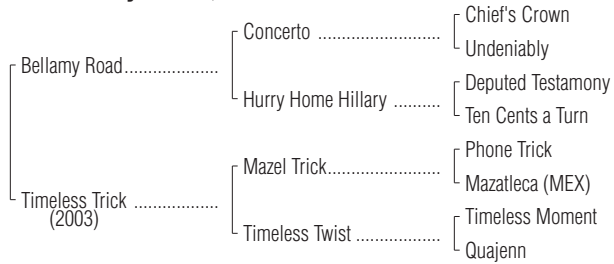 Chief's Crown
Concerto ..................
Undeniably
Bellamy Road...................
Deputed Testamony
Hurry Home Hillary ..........
Ten Cents a Turn
Phone Trick
Mazel Trick.....................
Mazatleca (MEX)
Timeless Trick .................
(2003)
Timeless Moment
Timeless Twist .................
Quajenn